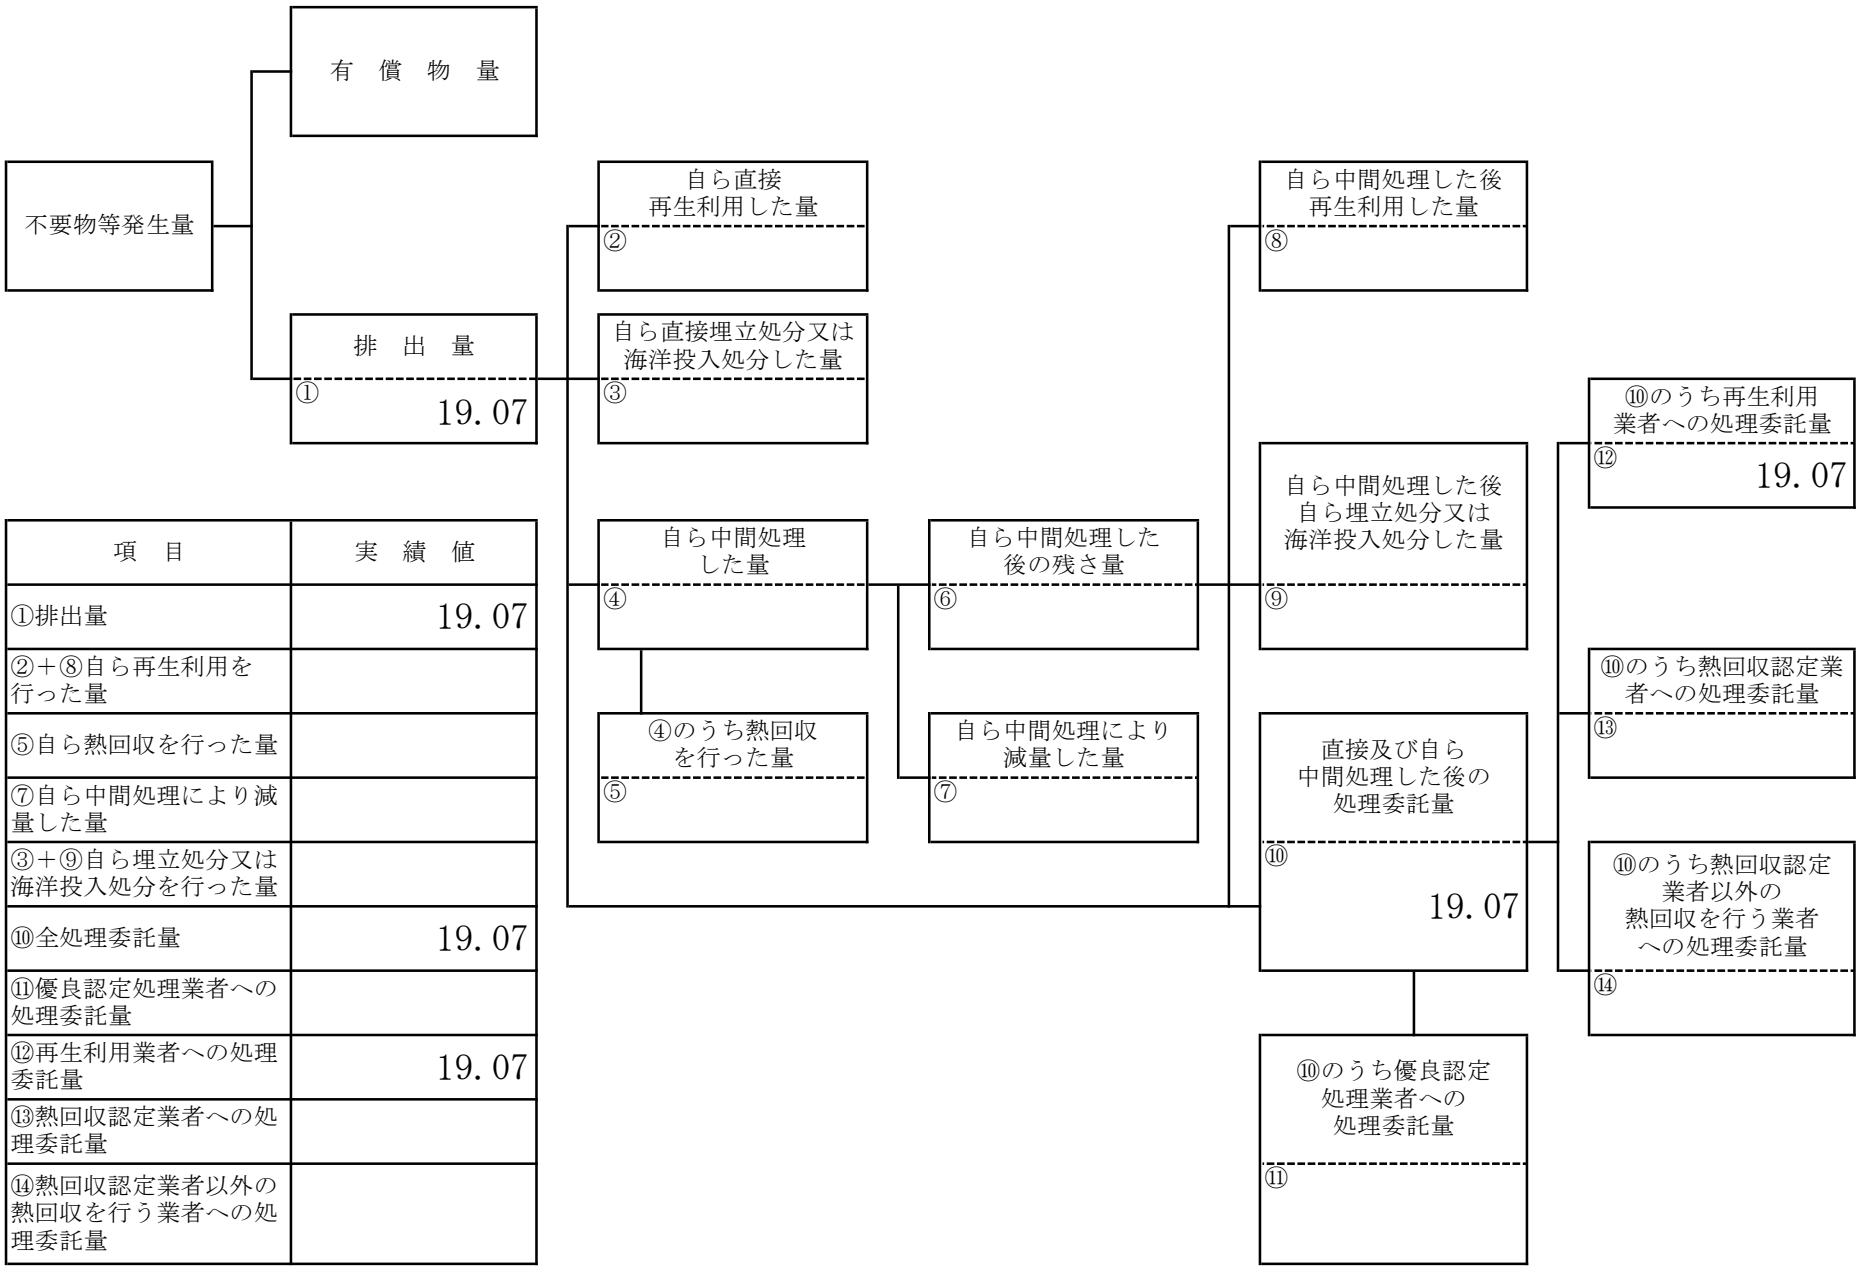 有　償　物　量
不要物等発生量
排　出　量
①
19.07
自ら直接
再生利用した量
②
自ら直接埋立処分又は
海洋投入処分した量
③
自ら中間処理
した量
④
④のうち熱回収
を行った量
⑤
自ら中間処理した
後の残さ量
⑥
自ら中間処理により
減量した量
⑦
自ら中間処理した後
再生利用した量
⑧
自ら中間処理した後
自ら埋立処分又は
海洋投入処分した量
⑨
直接及び自ら
中間処理した後の
処理委託量
⑩
19.07
⑩のうち優良認定
処理業者への
処理委託量
⑪
⑩のうち再生利用
業者への処理委託量
⑫
19.07
⑩のうち熱回収認定業
者への処理委託量
⑬
⑩のうち熱回収認定
業者以外の
熱回収を行う業者
への処理委託量
⑭
項　目　実　績　値
①排出量　19.07
②＋⑧自ら再生利用を
行った量
⑤自ら熱回収を行った量
⑦自ら中間処理により減
量した量
③＋⑨自ら埋立処分又は
海洋投入処分を行った量
⑩全処理委託量　19.07
⑪優良認定処理業者への
処理委託量
⑫再生利用業者への処理
委託量　19.07
⑬熱回収認定業者への処
理委託量
⑭熱回収認定業者以外の
熱回収を行う業者への処
理委託量